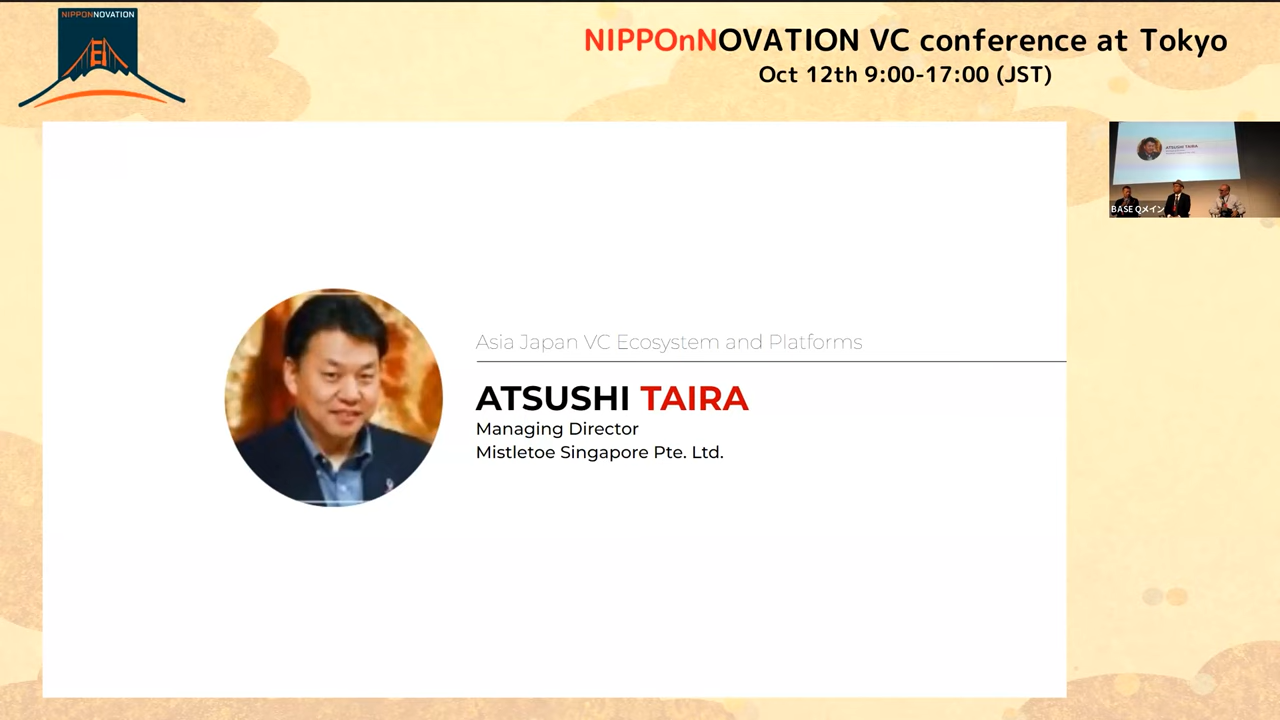 NIPPONNOVATION
NIPPOnNOVATION VC conference at Tokyo
Oct 12th 9:00-17:00 (JST)
Asia Japan VC Ecosystem and Platforms
ATSUSHI TAIRA
Managing Director
Mistletoe Singapore Pte. Ltd.
ATSUSHI TAIRA
BASE Qメイン